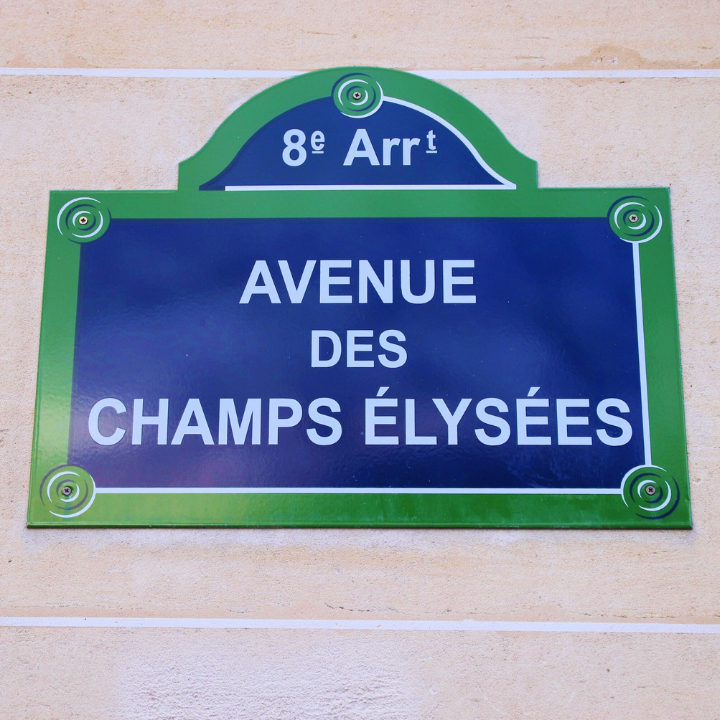 8e Arrt
AVENUE
DES
CHAMPS ÉLYSÉES